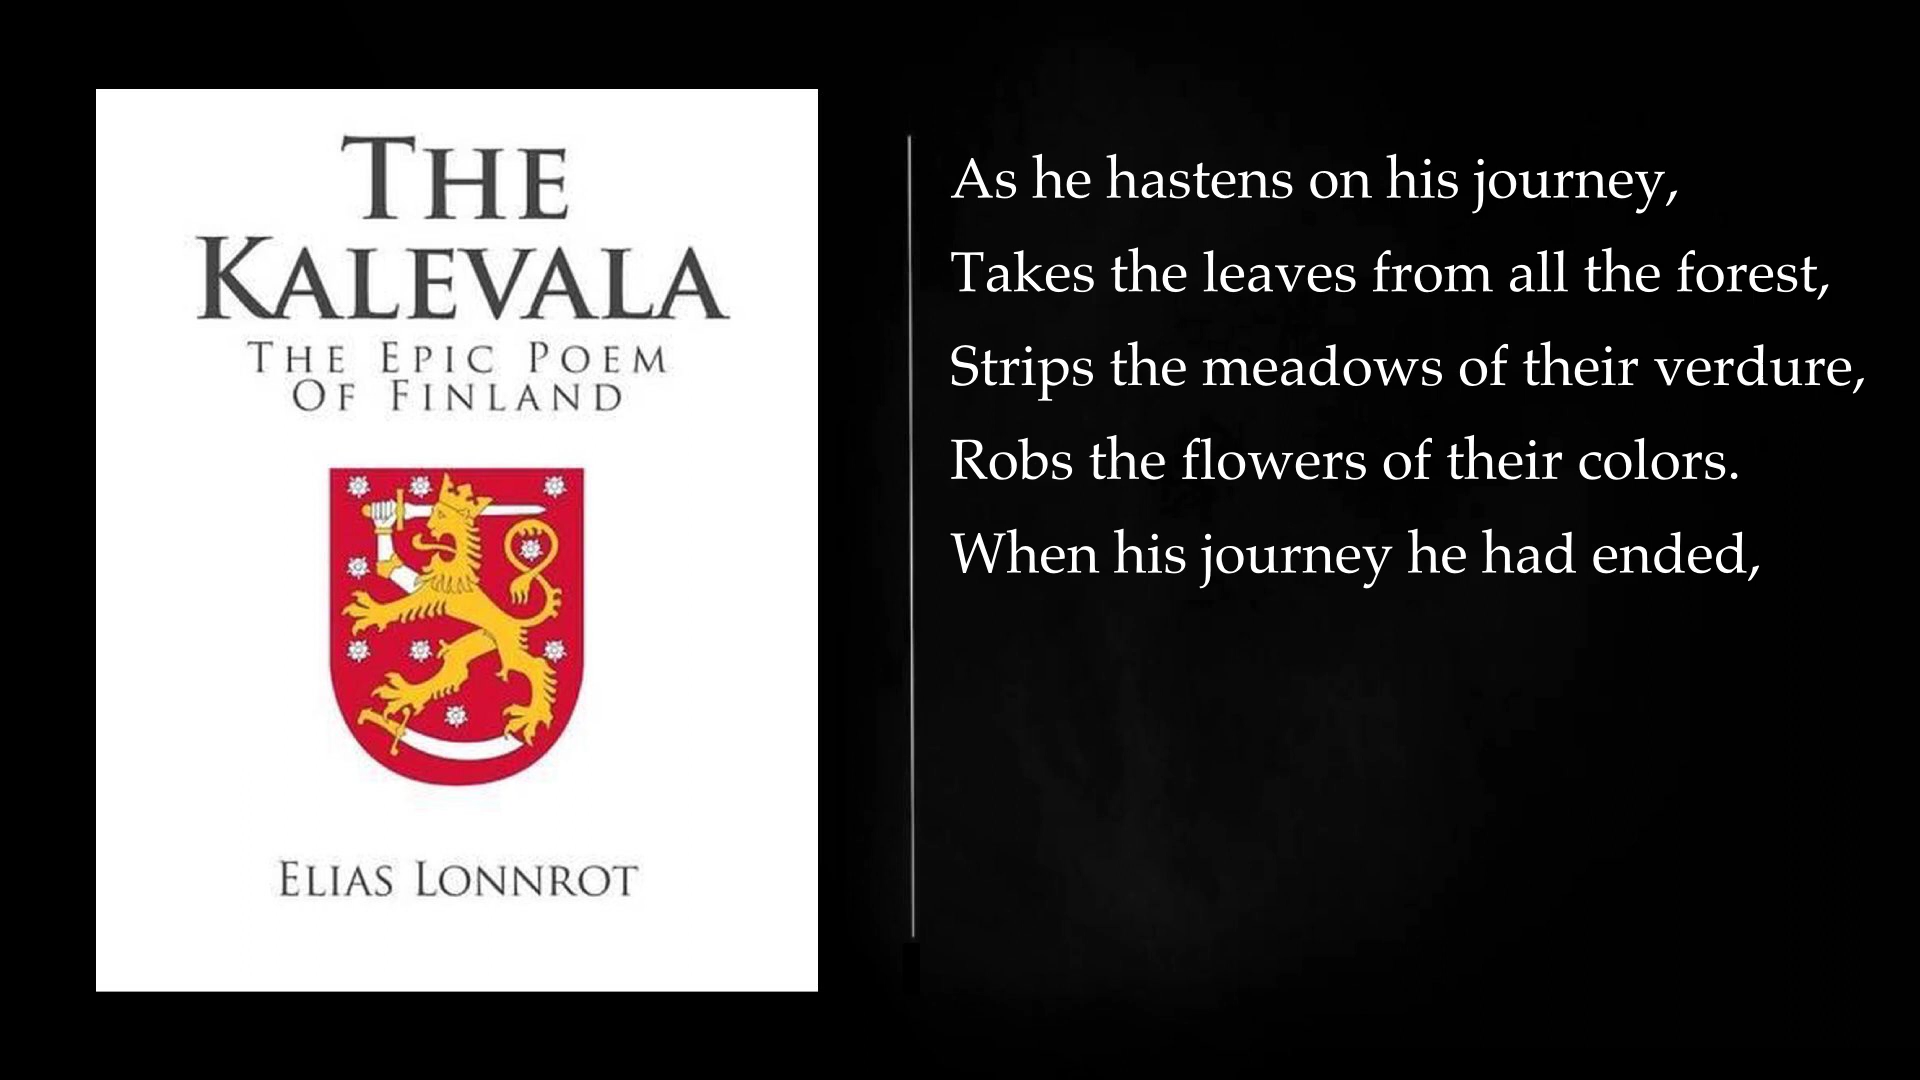 THE
KALEVALA
THE EPIC POEM
OF FINLAND
ELIAS LONNROT
As he hastens on his journey,
Takes the leaves from all the forest,
Strips the meadows of their verdure,
Robs the flowers of their colors.
When his journey he had ended,